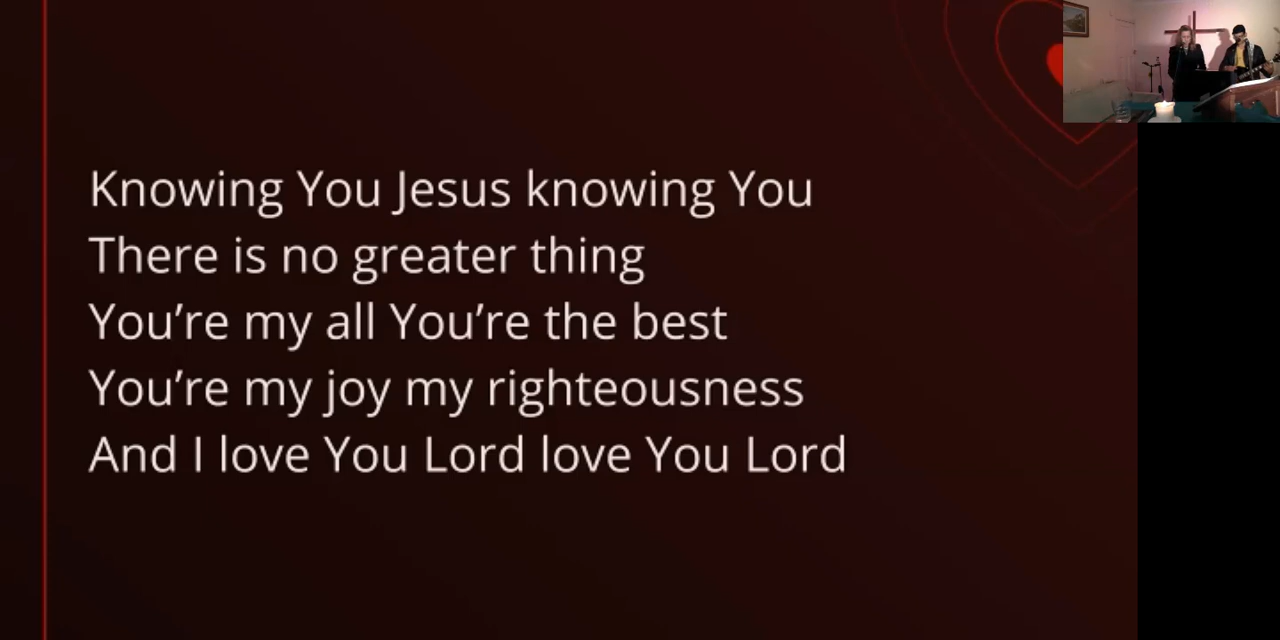 Knowing You Jesus knowing You
There is no greater thing
You’re my all You’re the best
You’re my joy my righteousness
And I love You Lord love You Lord